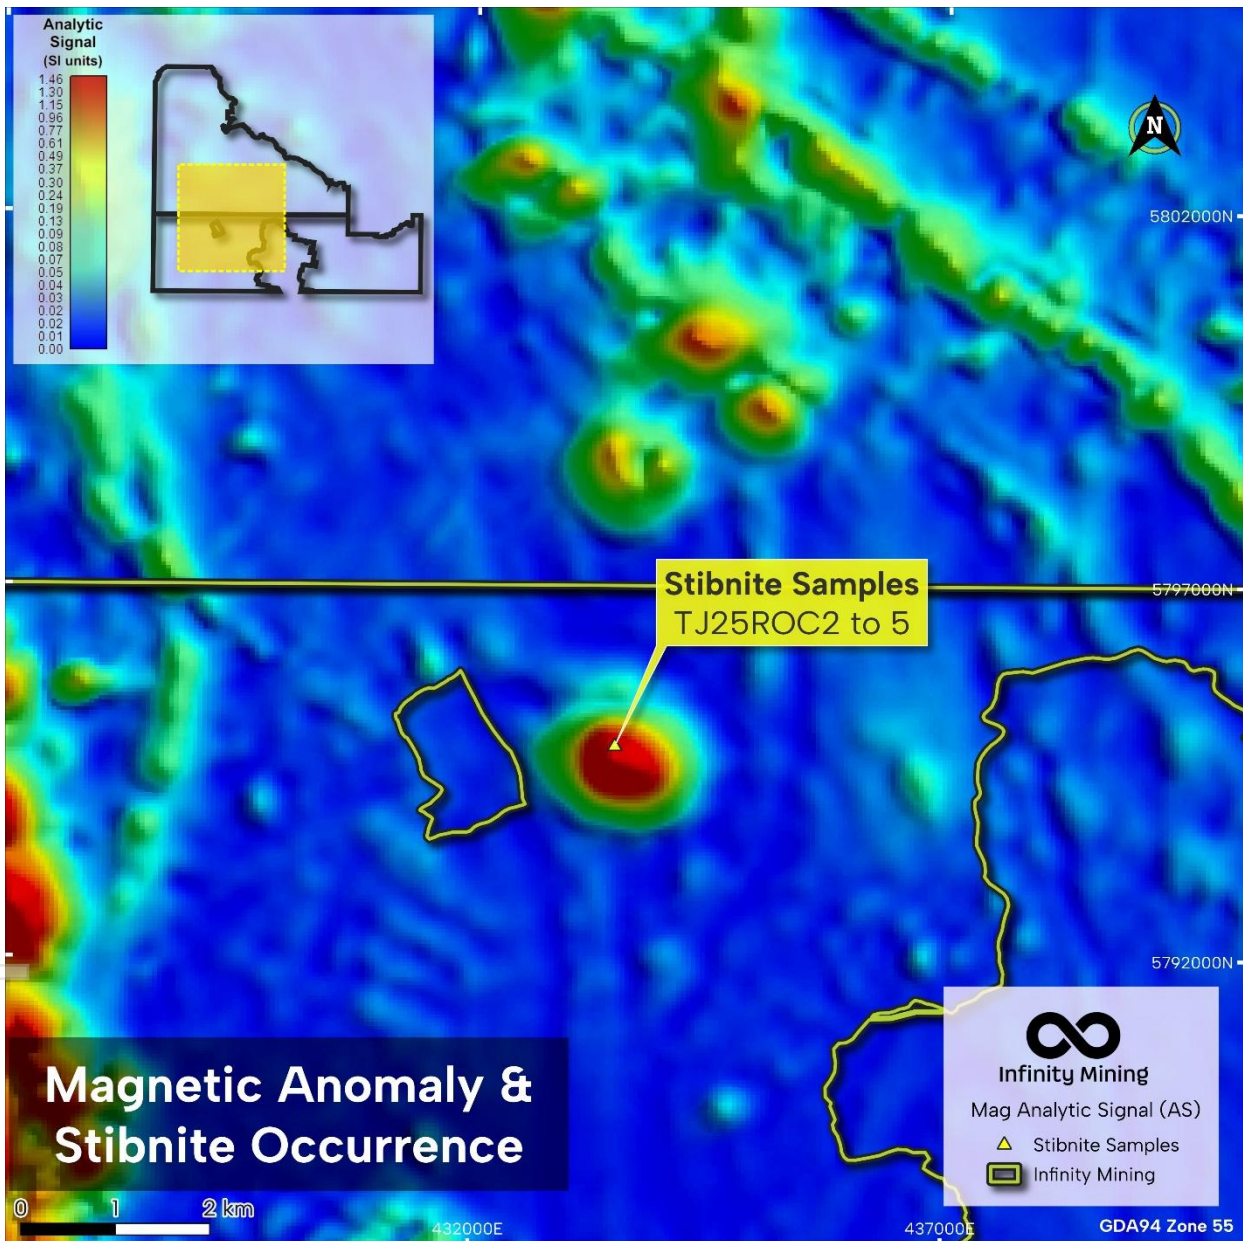 Analytic
Signal
(SI units)
1.46
1.30
1.15
0.96
0.77
0.61
0.49
0.37
0.30
0.24
0.19
0.13
0.09
0.09
0.07
0.05
0.04
0.03
0.02
0.02
0.01
0.00
N
5802000N
Stibnite Samples
TJ25ROC2 to 5
5797000N
5792000N
Magnetic Anomaly &
Stibnite Occurrence
Infinity Mining
Mag Analytic Signal (AS)
Stibnite Samples
Infinity Mining
0 1 2 km
432000E
437000E
GDA94 Zone 55